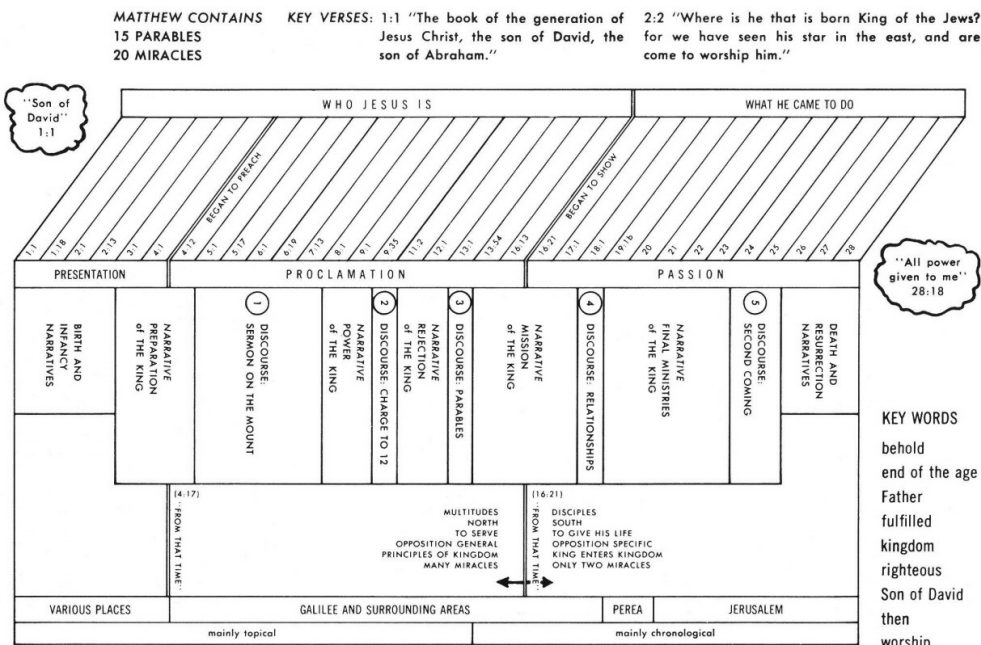 MATTHEW CONTAINS
15 PARABLES
20 MIRACLES
KEY VERSES: 1:1 "The book of the generation of
Jesus Christ, the son of David, the
son of Abraham."
2:2 "Where is he that is born King of the Jews?
for we have seen his star in the east, and are
come to worship him."
"Son of
David"
1:1
WHO JESUS IS
WHAT HE CAME TO DO
BEGAN TO PREACH
BEGAN TO SHOW
1:1
1:18
2:1
2:13
3:1
4:1
4:12
5:1
5:17
6:1
6:19
7:13
8:1
9:1
9:35
11:2
12:1
13:1
13:54
16:13
16:21
17:1
18:1
19:1b
20
21
22
23
24
25
26
27
28
"All power
given to me"
28:18
PRESENTATION
PROCLAMATION
PASSION
BIRTH AND
INFANCY
NARRATIVES
NARRATIVE
PREPARATION
of THE KING
1
DISCOURSE:
SERMON ON THE MOUNT
NARRATIVE
POWER
of THE KING
2
DISCOURSE: CHARGE TO 12
NARRATIVE
REJECTION
of THE KING
3
DISCOURSE: PARABLES
NARRATIVE
MISSION
of THE KING
4
DISCOURSE: RELATIONSHIPS
NARRATIVE
FINAL MINISTRIES
of THE KING
5
DISCOURSE:
SECOND COMING
DEATH AND
RESURRECTION
NARRATIVES
(4:17)
"FROM THAT TIME"
MULTITUDES
NORTH
TO SERVE
OPPOSITION GENERAL
PRINCIPLES OF KINGDOM
MANY MIRACLES
(16:21)
"FROM THAT TIME"
DISCIPLES
SOUTH
TO GIVE HIS LIFE
OPPOSITION SPECIFIC
KING ENTERS KINGDOM
ONLY TWO MIRACLES
VARIOUS PLACES
GALILEE AND SURROUNDING AREAS
PEREA
JERUSALEM
mainly topical
mainly chronological
KEY WORDS
behold
end of the age
Father
fulfilled
kingdom
righteous
Son of David
then
worship